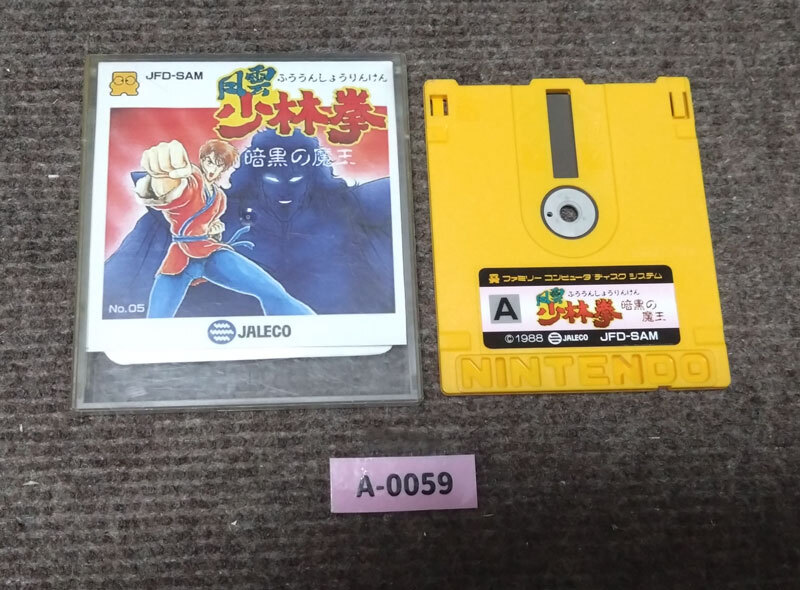 JFD-SAM
ふううんしょうりんけん
風雲
少林拳
暗黒の魔王
No.05
JALECO
ファミリー コンピュータ ディスク システム
A
ふううんしょうりんけん
風雲
少林拳
暗黒の
魔王
©1988 JALECO JFD-SAM
NINTENDO
A-0059